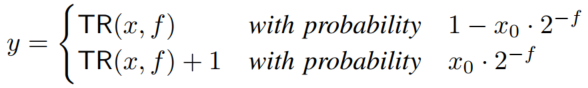 y = { TR(x, f) with probability 1 − x₀ · 2⁻ᶠ
TR(x, f) + 1 with probability x₀ · 2⁻ᶠ